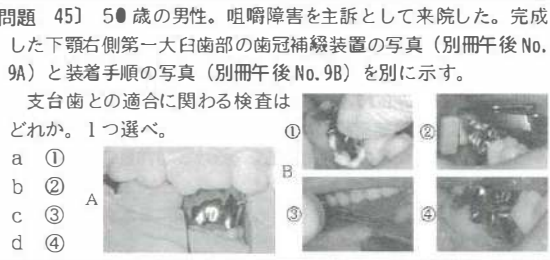 問題 45〕 50歳の男性。咀嚼障害を主訴として来院した。完成
した下顎右側第一大臼歯部の歯冠補綴装置の写真（別冊午後No.
9A）と装着手順の写真（別冊午後No.9B）を別に示す。
支台歯との適合に関わる検査は
どれか。1つ選べ。
a ①
b ②
c ③
d ④
A
B
①
②
③
④